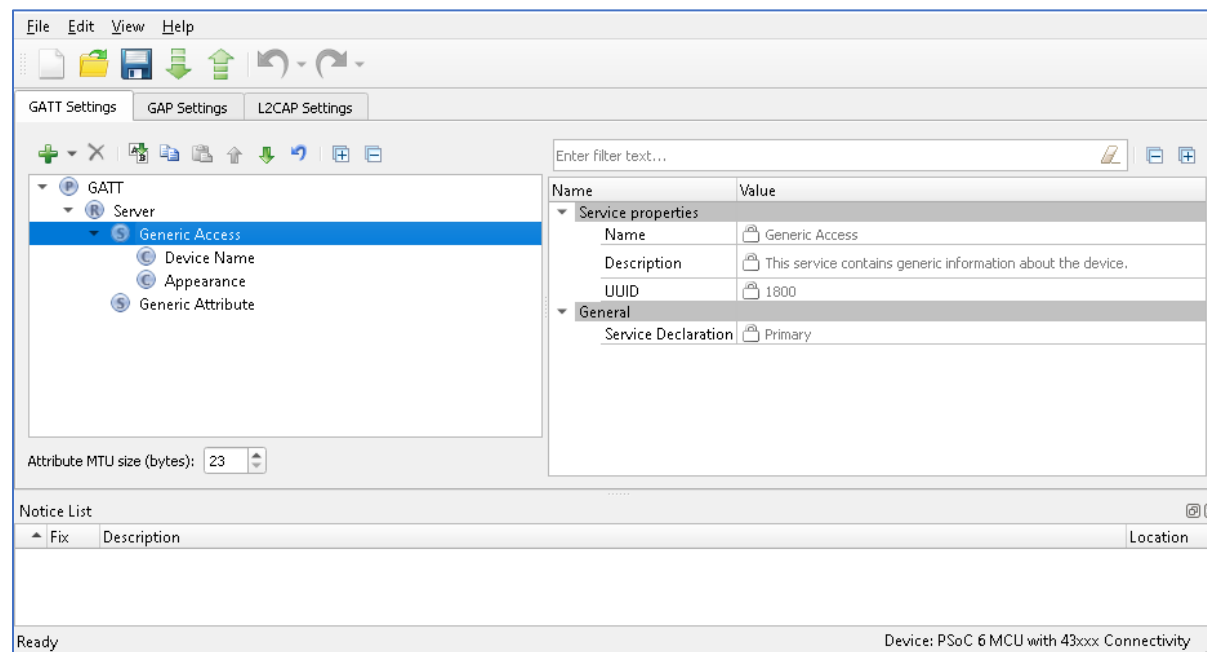 File Edit View Help
GATT Settings GAP Settings L2CAP Settings
Enter filter text...
GATT
Server
Generic Access
Device Name
Appearance
Generic Attribute
Attribute MTU size (bytes): 23
Name Value
Service properties
Name Generic Access
Description This service contains generic information about the device.
UUID 1800
General
Service Declaration Primary
Notice List
Fix Description Location
Ready Device: PSoC 6 MCU with 43xxx Connectivity